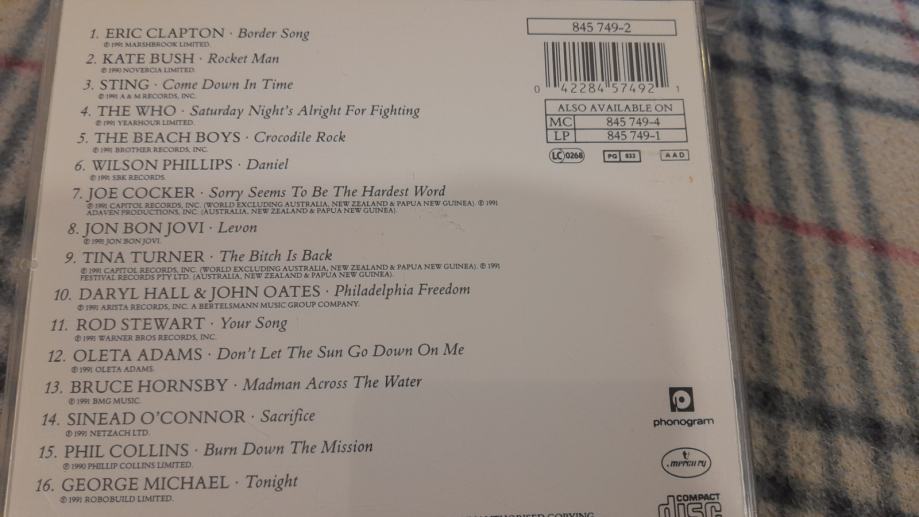 1. ERIC CLAPTON · Border Song
℗ 1991 MARSHBROOK LIMITED.
2. KATE BUSH · Rocket Man
℗ 1990 NOVERCIA LIMITED.
3. STING · Come Down In Time
℗ 1991 A & M RECORDS, INC.
4. THE WHO · Saturday Night's Alright For Fighting
℗ 1991 YEARHOUR LIMITED.
5. THE BEACH BOYS · Crocodile Rock
℗ 1991 BROTHER RECORDS, INC.
6. WILSON PHILLIPS · Daniel
℗ 1991 SBK RECORDS.
7. JOE COCKER · Sorry Seems To Be The Hardest Word
℗ 1991 CAPITOL RECORDS, INC. (WORLD EXCLUDING AUSTRALIA, NEW ZEALAND & PAPUA NEW GUINEA). ℗ 1991
ADAVEN PRODUCTIONS, INC. (AUSTRALIA, NEW ZEALAND & PAPUA NEW GUINEA).
8. JON BON JOVI · Levon
℗ 1991 JON BON JOVI.
9. TINA TURNER · The Bitch Is Back
℗ 1991 CAPITOL RECORDS, INC. (WORLD EXCLUDING AUSTRALIA, NEW ZEALAND & PAPUA NEW GUINEA). ℗ 1991
FESTIVAL RECORDS PTY LTD. (AUSTRALIA, NEW ZEALAND & PAPUA NEW GUINEA).
10. DARYL HALL & JOHN OATES · Philadelphia Freedom
℗ 1991 ARISTA RECORDS, INC. A BERTELSMANN MUSIC GROUP COMPANY.
11. ROD STEWART · Your Song
℗ 1991 WARNER BROS RECORDS, INC.
12. OLETA ADAMS · Don't Let The Sun Go Down On Me
℗ 1991 OLETA ADAMS.
13. BRUCE HORNSBY · Madman Across The Water
℗ 1991 BMG MUSIC.
14. SINEAD O'CONNOR · Sacrifice
℗ 1991 NETZACH LTD.
15. PHIL COLLINS · Burn Down The Mission
℗ 1990 PHILLIP COLLINS LIMITED.
16. GEORGE MICHAEL · Tonight
℗ 1991 ROBOBUILD LIMITED.
845 749-2
0 42284 57492 1
ALSO AVAILABLE ON
MC 845 749-4
LP 845 749-1
LC 0268 PG 833 AAD
phonogram
mercury
COMPACT
disc